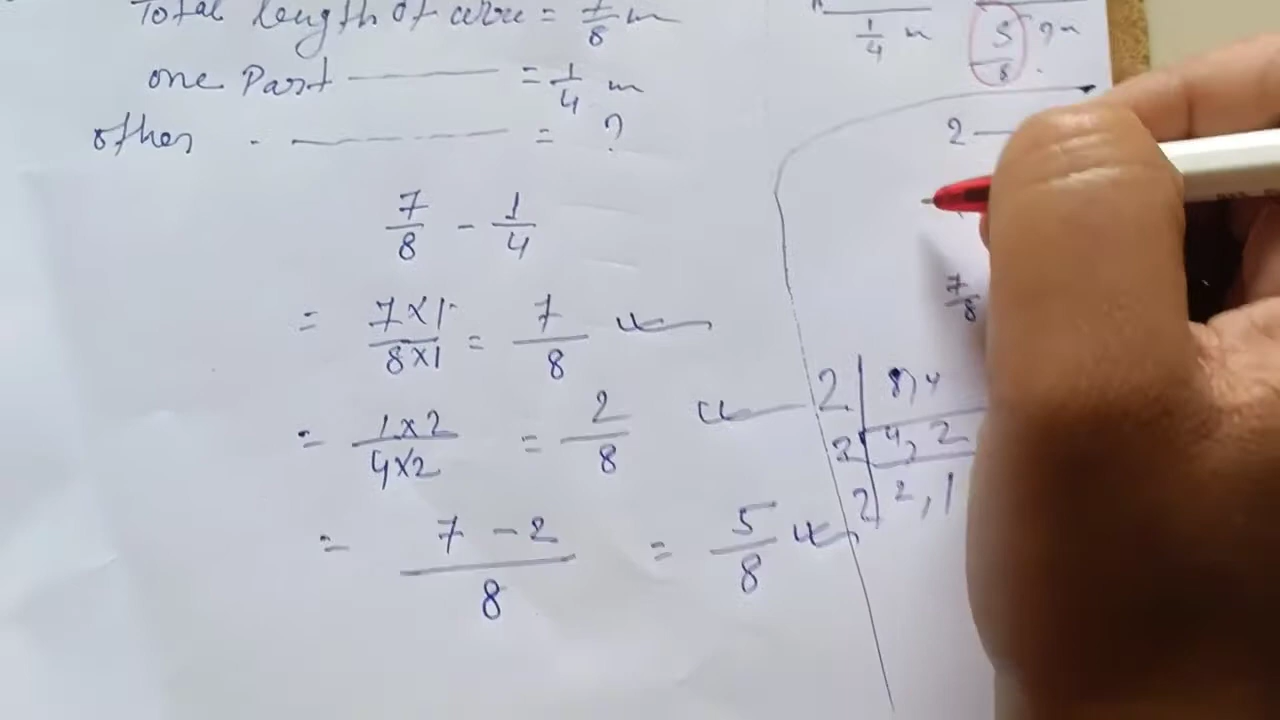 Total length of wire = 7/8 m
one Part = 1/4 m
other = ?
7/8 - 1/4
= 7×1/8×1 = 7/8
= 1×2/4×2 = 2/8
= 7 - 2/8 = 5/8
1/4 m 5/8 ? m
2
7/8
2 8, 4
2 4, 2
2 2, 1